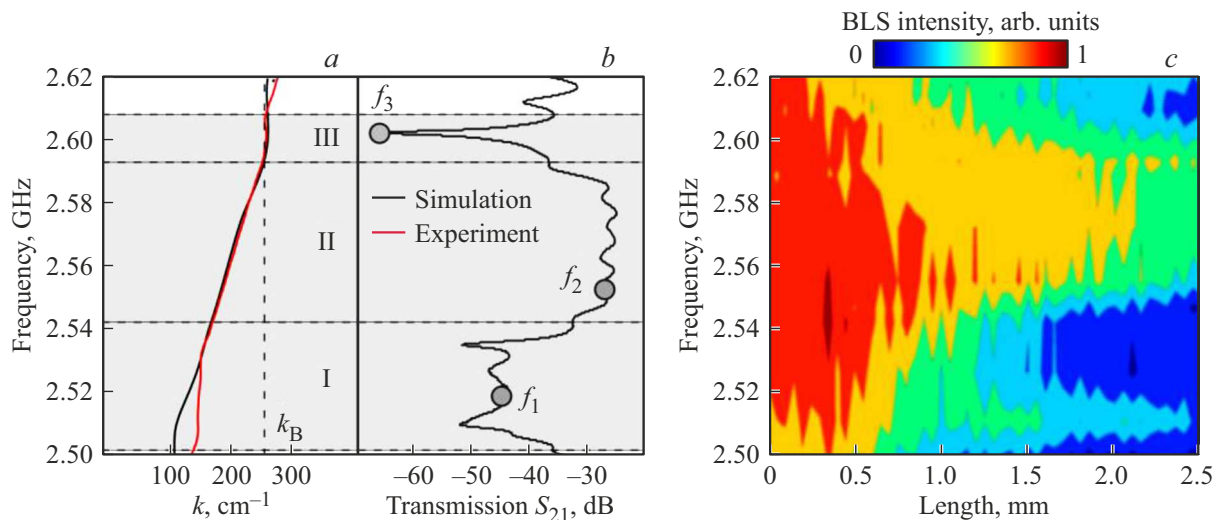 BLS intensity, arb. units
0 1
a
b
c
2.62
2.60
2.58
2.56
2.54
2.52
2.50
Frequency, GHz
III
II
I
kB
100 200 300
k, cm−1
f3
f2
f1
Simulation
Experiment
−60 −50 −40 −30
Transmission S21, dB
2.62
2.60
2.58
2.56
2.54
2.52
2.50
Frequency, GHz
0 0.5 1.0 1.5 2.0 2.5
Length, mm